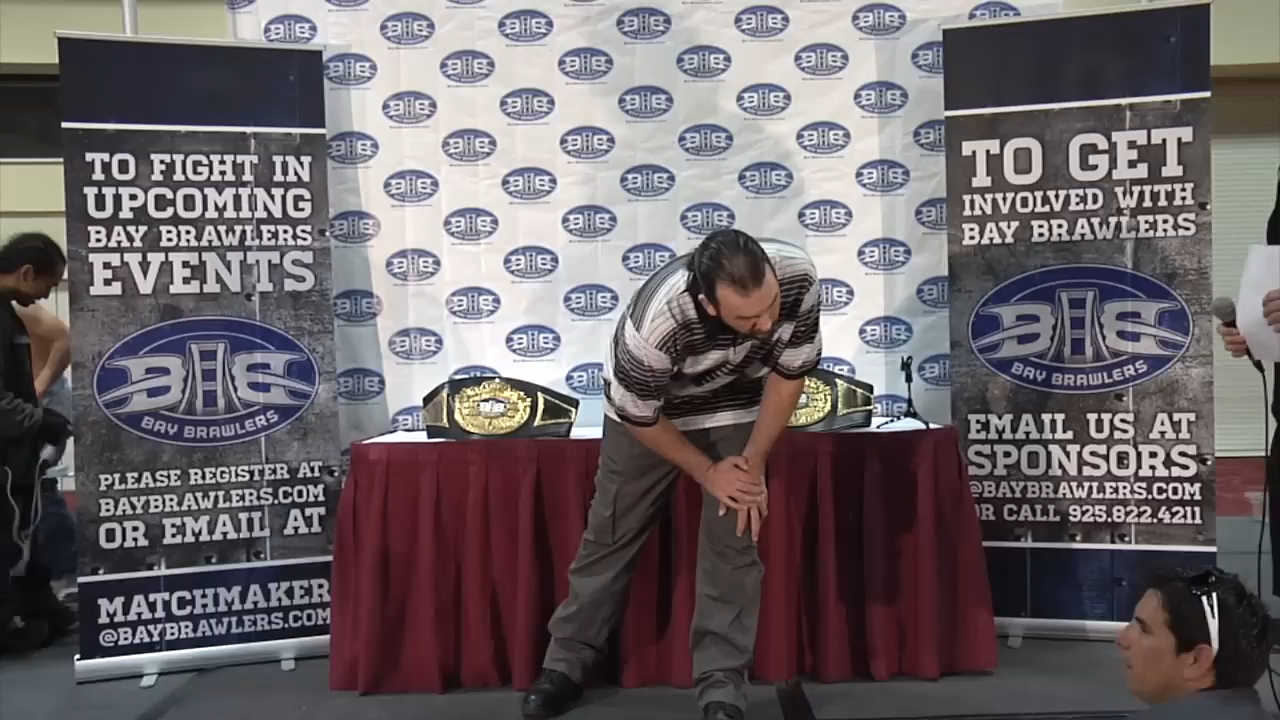 TO FIGHT IN
UPCOMING
BAY BRAWLERS
EVENTS
BHB
BAY BRAWLERS
PLEASE REGISTER AT
BAYBRAWLERS.COM
OR EMAIL AT
MATCHMAKER
@BAYBRAWLERS.COM
TO GET
INVOLVED WITH
BAY BRAWLERS
BHB
BAY BRAWLERS
EMAIL US AT
SPONSORS
@BAYBRAWLERS.COM
OR CALL 925.822.4211